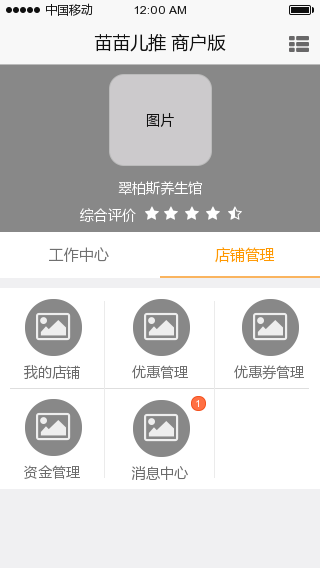 中国移动 12:00 AM
苗苗儿推 商户版
图片
翠柏斯养生馆
综合评价
工作中心 店铺管理
我的店铺 优惠管理 优惠券管理
1
资金管理 消息中心